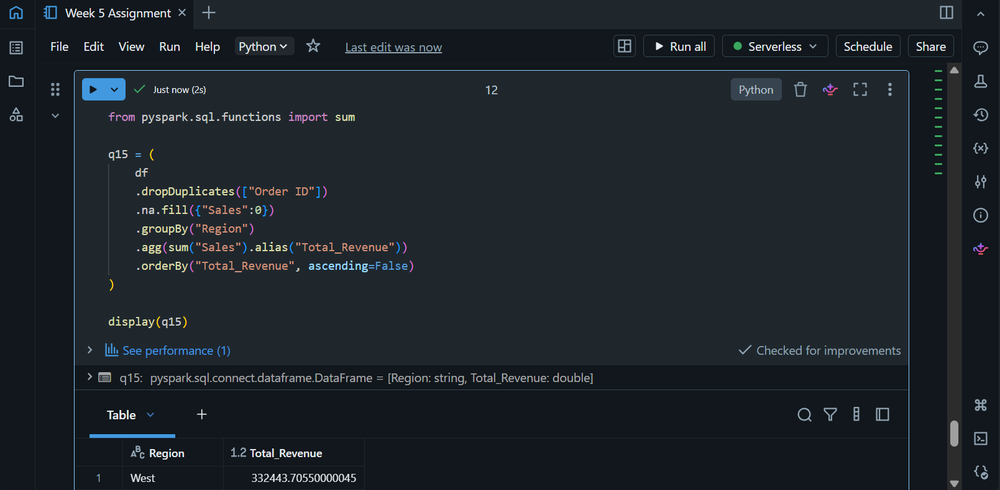 Week 5 Assignment
File Edit View Run Help Python Last edit was now Run all Serverless Schedule Share
Just now (2s) 12 Python
from pyspark.sql.functions import sum
q15 = (
df
.dropDuplicates(["Order ID"])
.na.fill({"Sales":0})
.groupBy("Region")
.agg(sum("Sales").alias("Total_Revenue"))
.orderBy("Total_Revenue", ascending=False)
)
display(q15)
See performance (1) Checked for improvements
q15: pyspark.sql.connect.dataframe.DataFrame = [Region: string, Total_Revenue: double]
Table
ABC Region 1.2 Total_Revenue
1 West 332443.70550000045